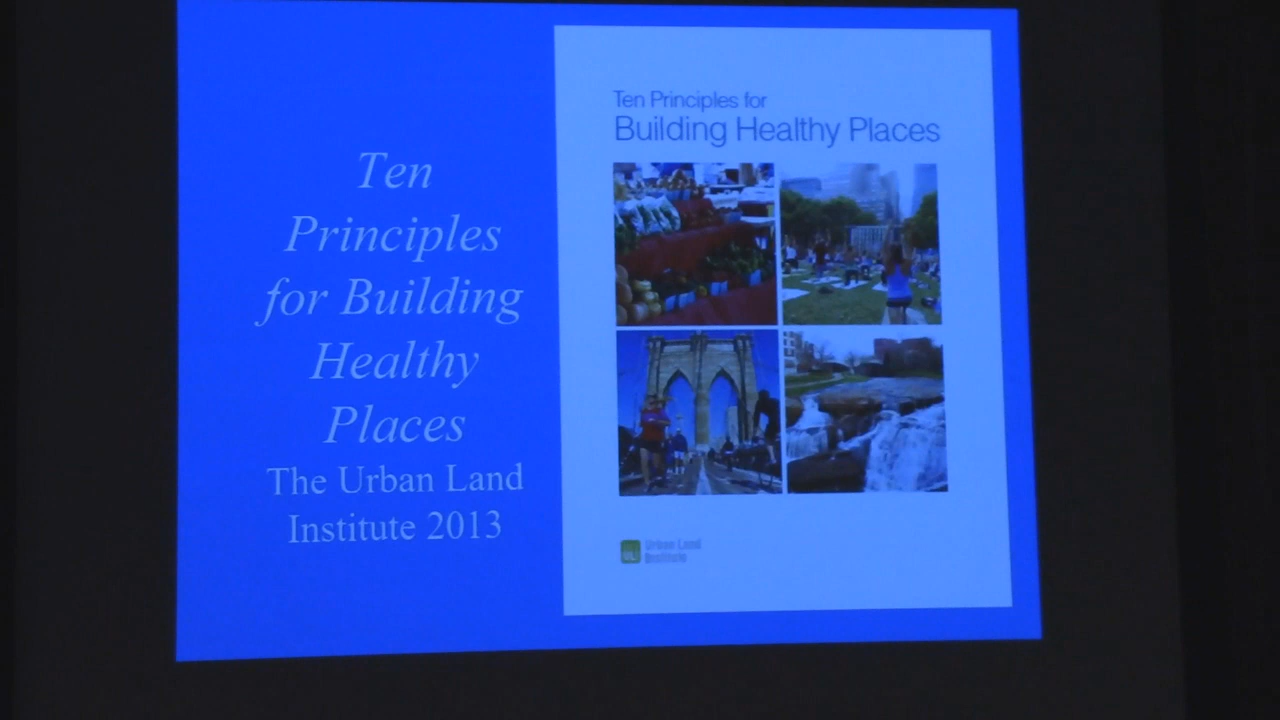 Ten
Principles
for Building
Healthy
Places
The Urban Land
Institute 2013
Ten Principles for
Building Healthy Places
ULI
Urban Land
Institute